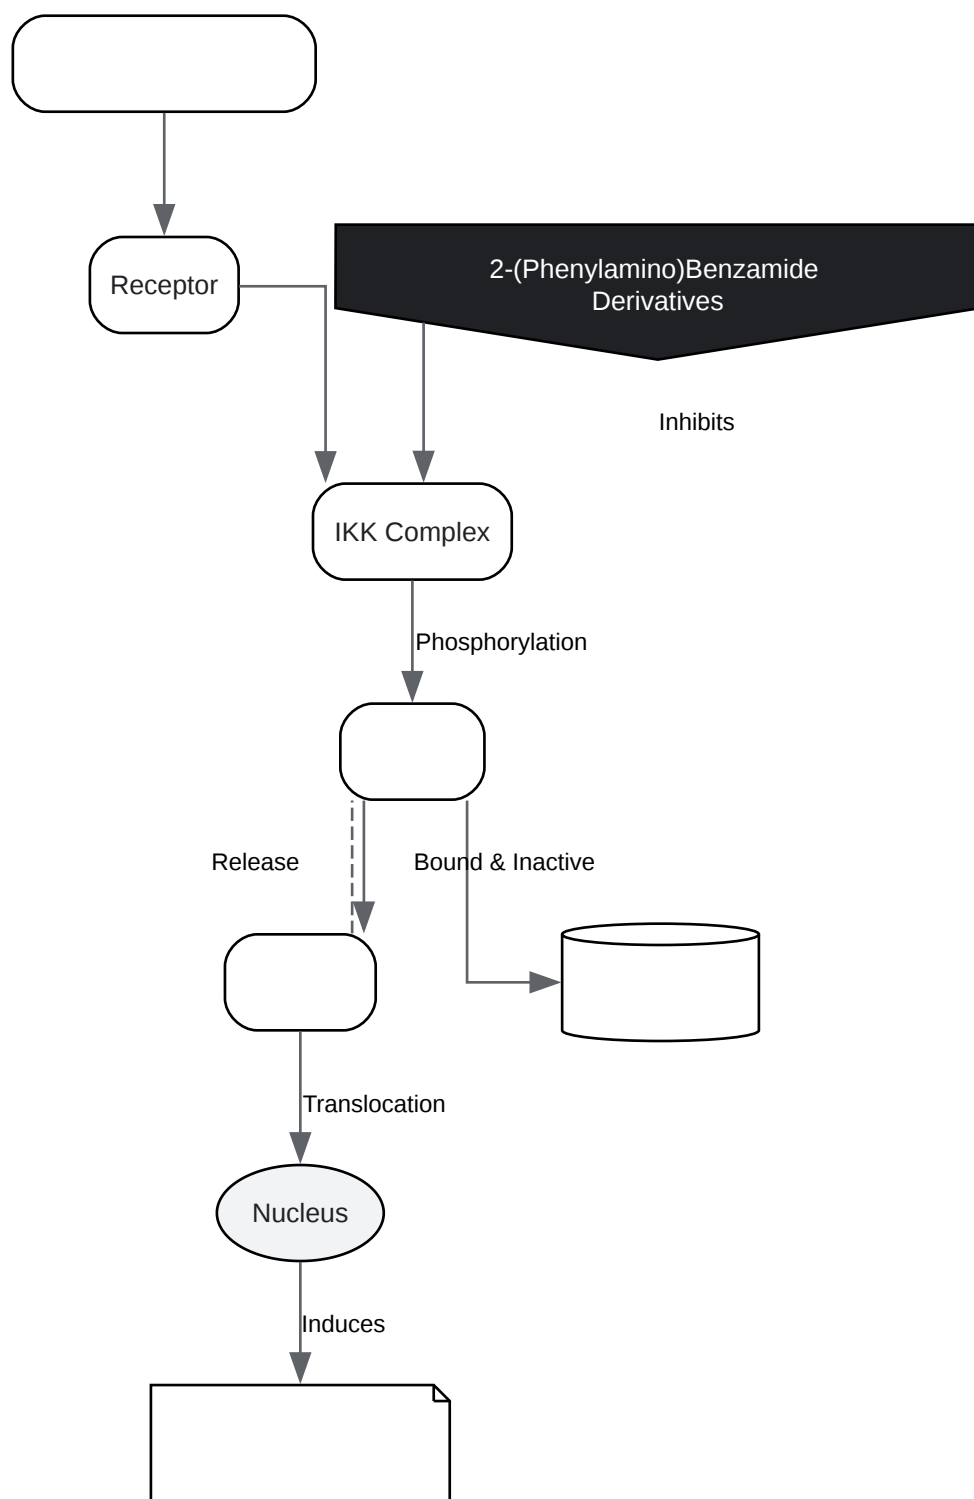 Receptor
2-(Phenylamino)Benzamide
Derivatives
Inhibits
IKK Complex
Phosphorylation
Release
Bound & Inactive
Translocation
Nucleus
Induces